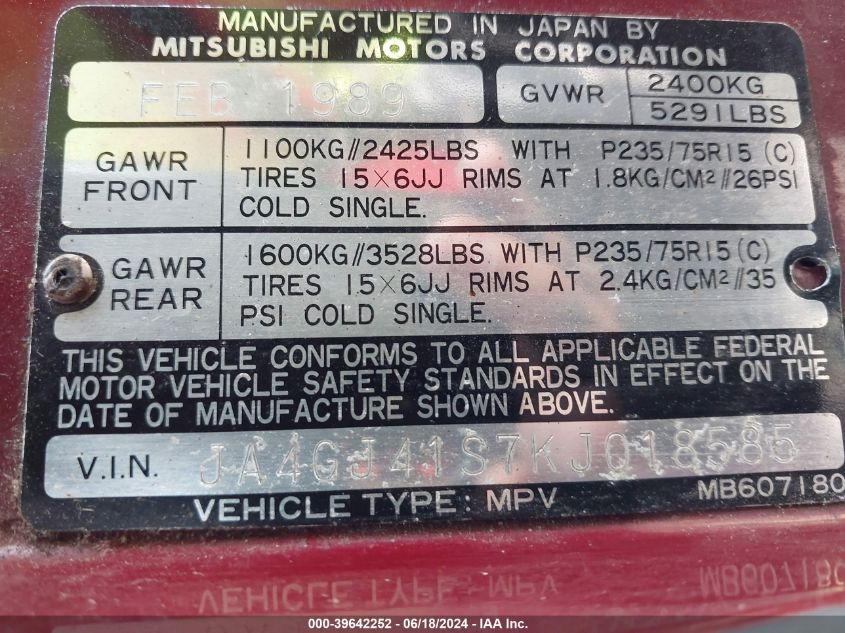 MANUFACTURED IN JAPAN BY
MITSUBISHI MOTORS CORPORATION
FEB 1989
GVWR 2400KG
5291LBS
GAWR FRONT
1100KG//2425LBS WITH P235/75R15 (C)
TIRES 15×6JJ RIMS AT 1.8KG/CM²//26PSI
COLD SINGLE.
GAWR REAR
1600KG//3528LBS WITH P235/75R15 (C)
TIRES 15×6JJ RIMS AT 2.4KG/CM²//35
PSI COLD SINGLE.
THIS VEHICLE CONFORMS TO ALL APPLICABLE FEDERAL
MOTOR VEHICLE SAFETY STANDARDS IN EFFECT ON THE
DATE OF MANUFACTURE SHOWN ABOVE.
V.I.N. JA4GJ41S7KJ018585
VEHICLE TYPE: MPV MB607180
VEHICLE TYPE: MPV MB607180
000-39642252 - 06/18/2024 - IAA Inc.